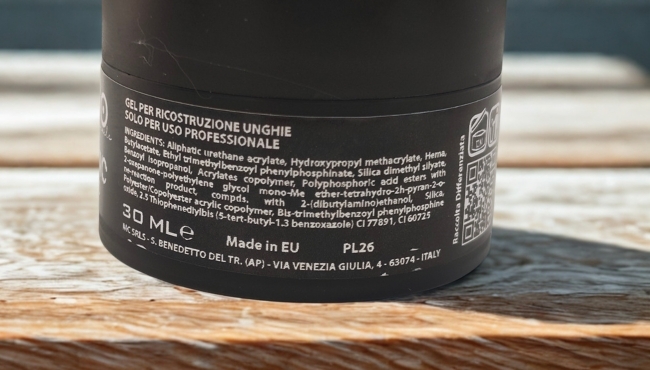 GEL PER RICOSTRUZIONE UNGHIE
SOLO PER USO PROFESSIONALE
INGREDIENTS: Aliphatic urethane acrylate, Hydroxypropyl methacrylate, Hema,
Butylacetate, Ethyl trimethylbenzoyl phenylphosphinate, Silica dimethyl silyate,
Benzoyl isopropanol, Acrylates copolymer, Polyphosphoric acid esters with
2-oxepanone-polyethylene glycol mono-Me ether-tetrahydro-2h-pyran-2-o-
ne-reaction product, compds. with 2-(dibutylamino)ethanol, Silica,
Polyester/Copolyester acrylic copolymer, Bis-trimethylbenzoyl phenylphosphine
oxide, 2.5 Thiophenediylbis (5-tert-butyl-1.3 benzoxazole) CI 77891, CI 60725
30 ML e
Made in EU PL26
MC SRLS - S. BENEDETTO DEL TR. (AP) - VIA VENEZIA GIULIA, 4 - 63074 - ITALY
Raccolta Differenziata